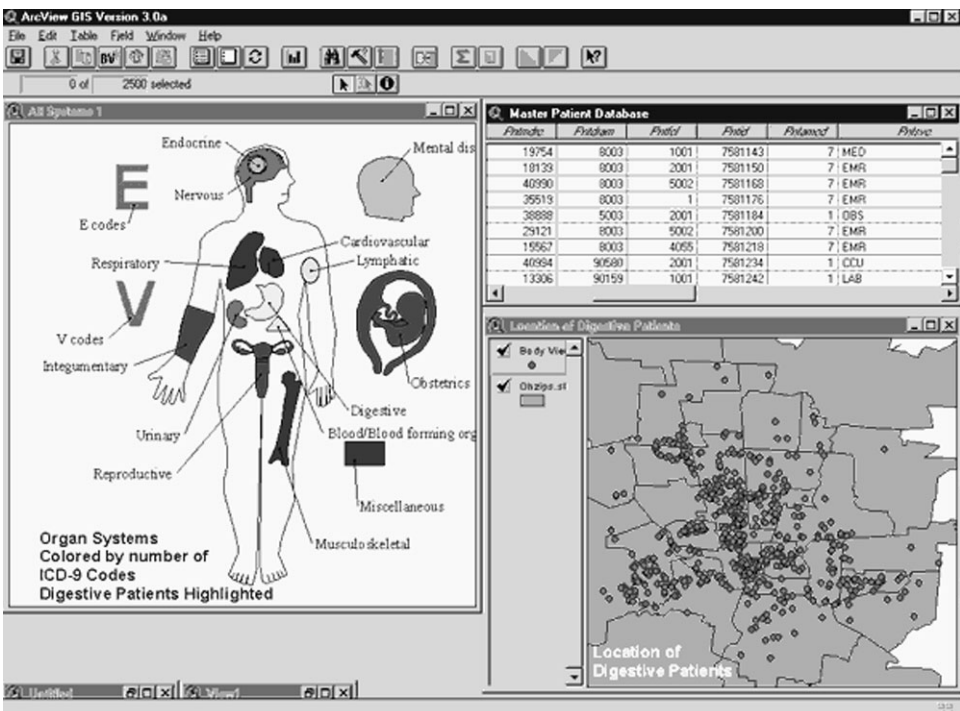 ArcView GIS Version 3.0a
File Edit Table Field Window Help
0 of 2500 selected
All Systems 1
Endocrine
Mental dis
Nervous
E
E codes
Cardiovascular
Respiratory
Lymphatic
V
V codes
Integumentary
Obstetrics
Digestive
Urinary
Blood/Blood forming org
Reproductive
Miscellaneous
Musculoskeletal
Organ Systems
Colored by number of
ICD-9 Codes
Digestive Patients Highlighted
Master Patient Database
19754 8003 1001 7581143 7 MED
18139 8003 2001 7581150 7 EMR
40990 8003 5002 7581168 7 EMR
35519 8003 1 7581176 7 EMR
38888 5003 2001 7581184 1 OBS
29121 8003 5002 7581200 7 EMR
15567 8003 4055 7581218 7 EMR
40994 90580 2001 7581234 1 CCU
13306 90159 1001 7581242 1 LAB
Location of Digestive Patients
Body Vie
Ohzips.s
Location of
Digestive Patients
Untitled
View1